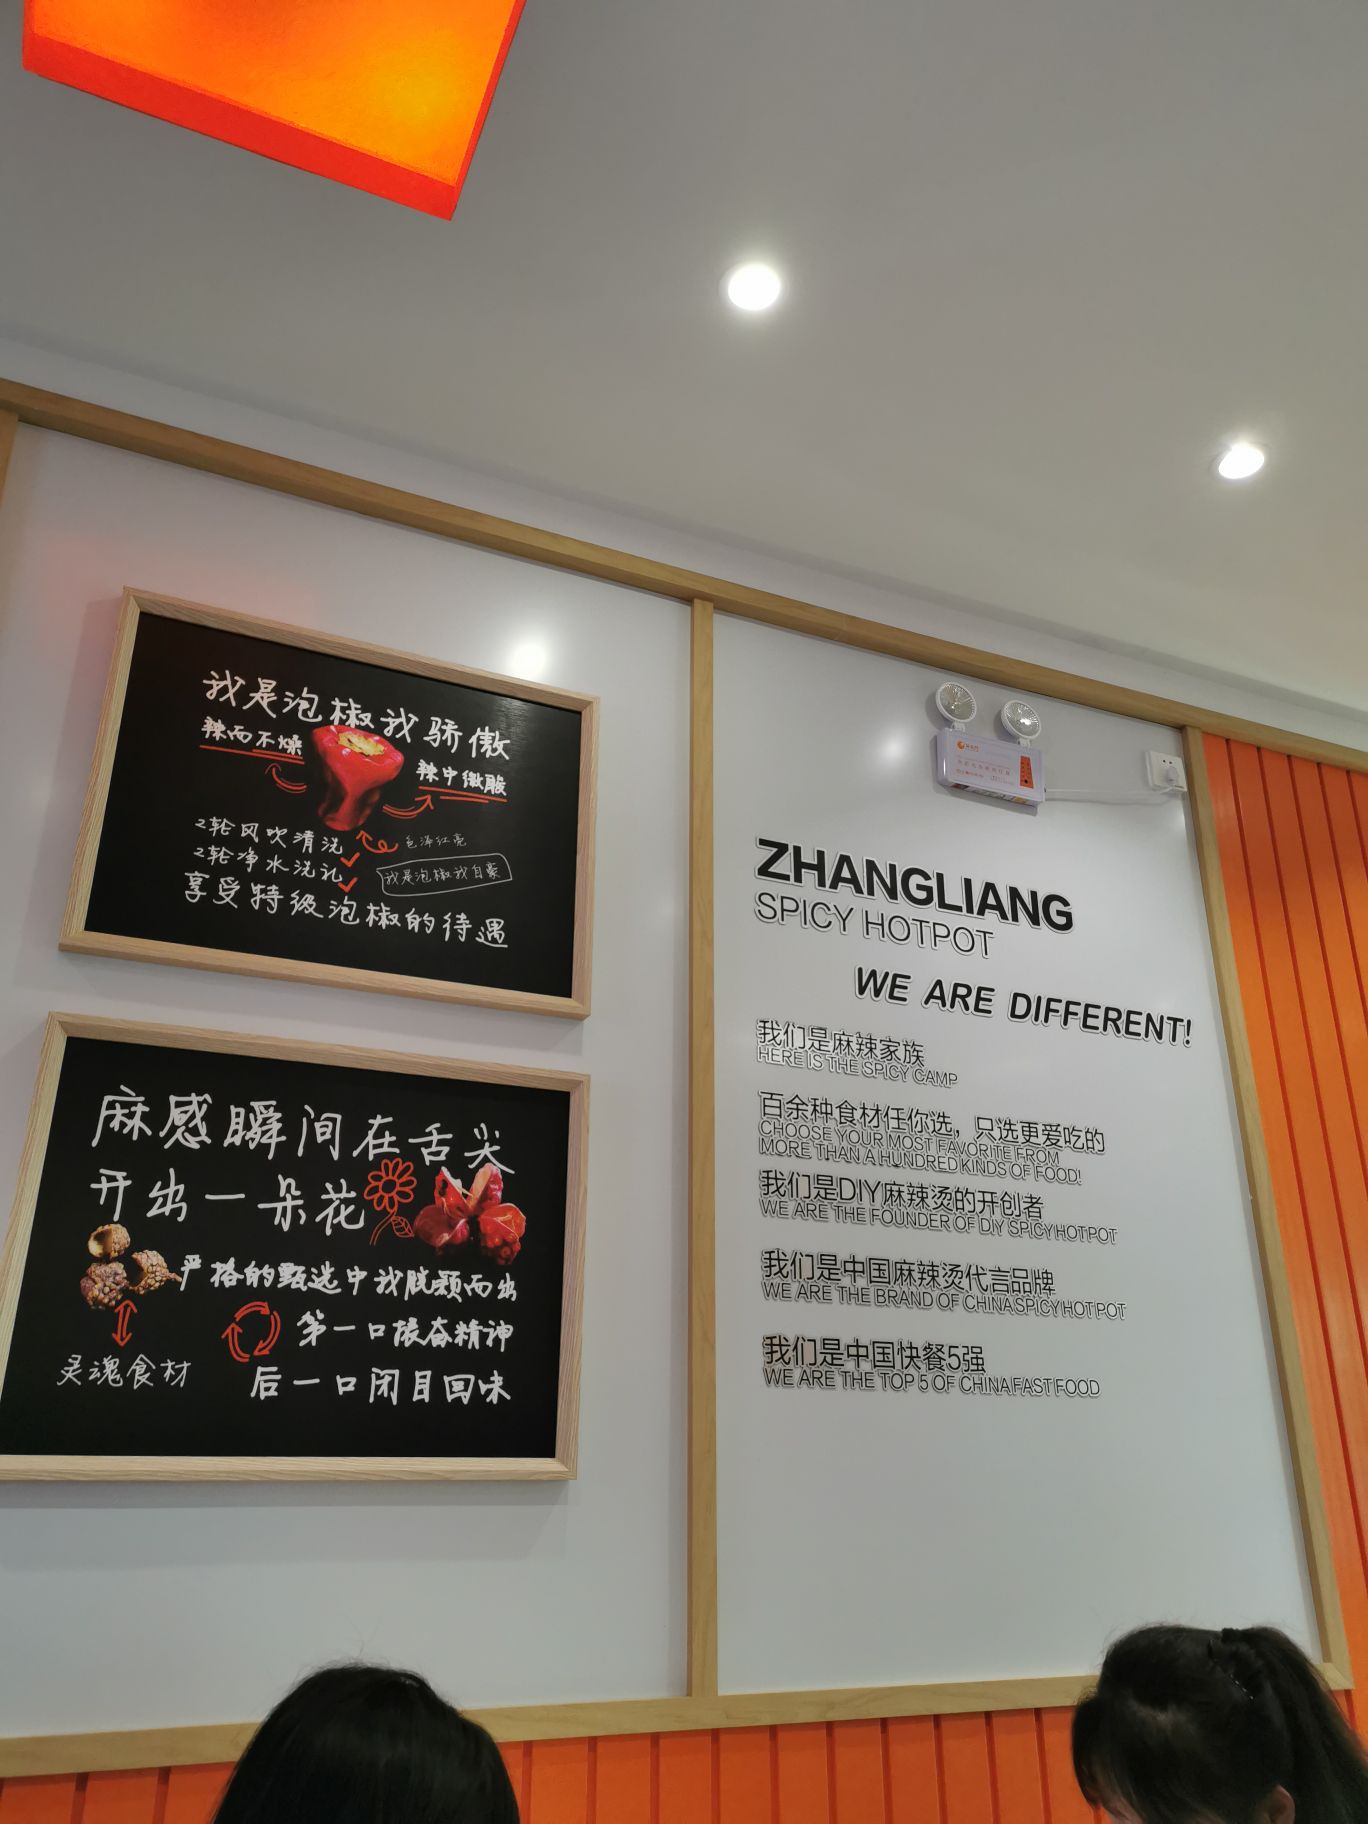 我是泡椒我骄傲
辣而不燥
辣中微酸
2轮风吹清洗
色泽红亮
2轮净水洗礼
我是泡椒我自豪
享受特级泡椒的待遇
麻感瞬间在舌尖
开出一朵花
严格的甄选中我脱颖而出
第一口振奋精神
灵魂食材
后一口闭目回味
ZHANGLIANG
SPICY HOTPOT
WE ARE DIFFERENT!
我们是麻辣家族
HERE IS THE SPICY CAMP
百余种食材任你选，只选更爱吃的
CHOOSE YOUR MOST FAVORITE FROM
MORE THAN A HUNDRED KINDS OF FOOD!
我们是DIY麻辣烫的开创者
WE ARE THE FOUNDER OF DIY SPICY HOTPOT
我们是中国麻辣烫代言品牌
WE ARE THE BRAND OF CHINA SPICY HOTPOT
我们是中国快餐5强
WE ARE THE TOP 5 OF CHINA FAST FOOD